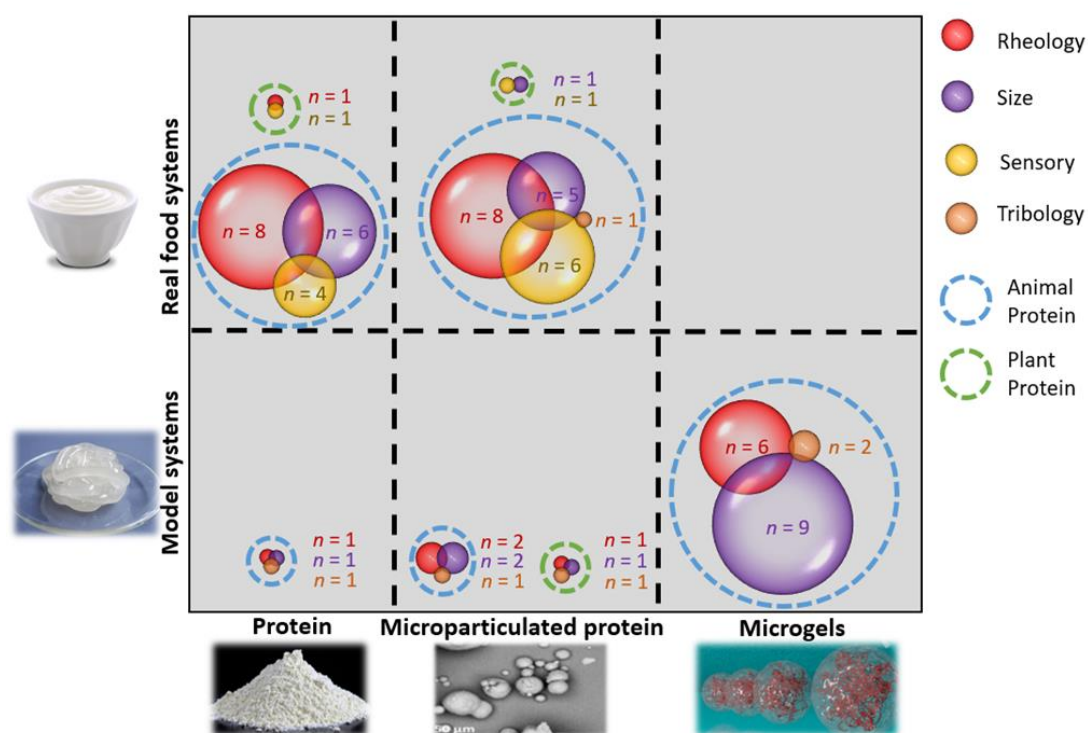 Real food systems
Model systems
n = 1
n = 1
n = 8
n = 6
n = 4
n = 1
n = 1
n = 8
n = 5
n = 1
n = 6
n = 1
n = 1
n = 1
n = 2
n = 2
n = 1
n = 1
n = 1
n = 1
n = 6
n = 2
n = 9
Protein
Microparticulated protein
Microgels
Rheology
Size
Sensory
Tribology
Animal
Protein
Plant
Protein